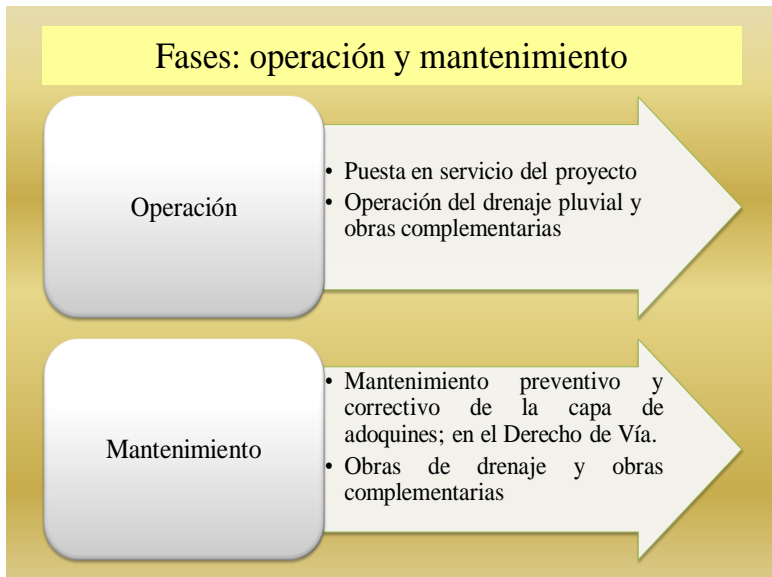 Fases: operación y mantenimiento
Operación
• Puesta en servicio del proyecto
• Operación del drenaje pluvial y
obras complementarias
Mantenimiento
• Mantenimiento preventivo y
correctivo de la capa de
adoquines; en el Derecho de Vía.
• Obras de drenaje y obras
complementarias